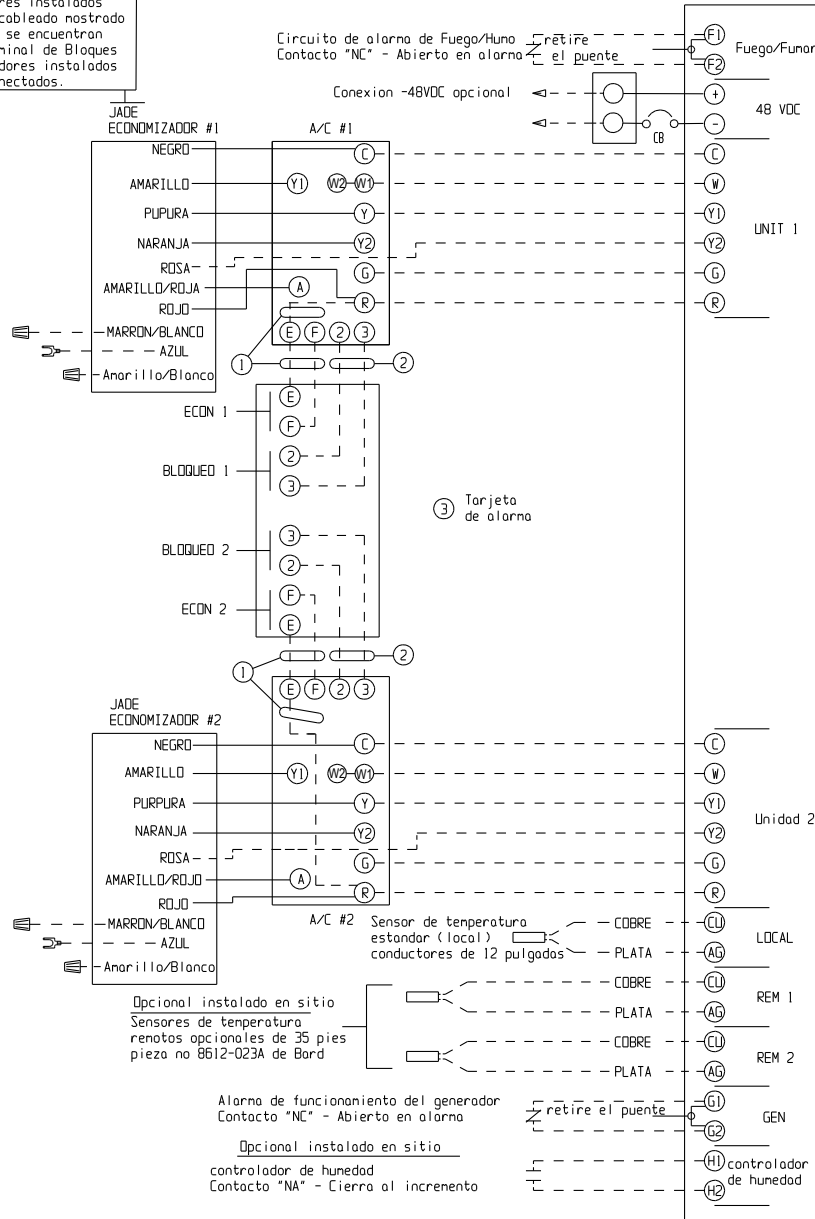 res instalados
cableado mostrado
se encuentran
minal de Bloques
dores instalados
nectados.
Circuito de alarma de Fuego/Humo
Contacto "NC" - Abierto en alarma
retire
el puente
F1
F2
Fuego/Fumar
Conexion -48VDC opcional
+
-
CB
48 VDC
JADE
ECONOMIZADOR #1
A/C #1
NEGRO
AMARILLO
PUPURA
NARANJA
ROSA
AMARILLO/ROJA
ROJO
MARRON/BLANCO
AZUL
Amarillo/Blanco
C
Y1 W2 W1
Y
Y2
G
A
R
E F 2 3
C
W
Y1
Y2
G
R
UNIT 1
1
2
ECON 1
E
F
BLOQUEO 1
2
3
3 Tarjeta
de alarma
BLOQUEO 2
3
2
ECON 2
F
E
1
2
E F 2 3
JADE
ECONOMIZADOR #2
NEGRO
AMARILLO
PURPURA
NARANJA
ROSA
AMARILLO/ROJO
ROJO
MARRON/BLANCO
AZUL
Amarillo/Blanco
C
Y1 W2 W1
Y
Y2
G
A
R
A/C #2
C
W
Y1
Y2
G
R
Unidad 2
Sensor de temperatura
estandar (local)
conductores de 12 pulgadas
COBRE CU
PLATA AG
LOCAL
Opcional instalado en sitio
Sensores de temperatura
remotos opcionales de 35 pies
pieza no 8612-023A de Bard
COBRE CU
PLATA AG
REM 1
COBRE CU
PLATA AG
REM 2
Alarma de funcionamiento del generador
Contacto "NC" - Abierto en alarma
retire el puente
G1
G2
GEN
Opcional instalado en sitio
controlador de humedad
Contacto "NA" - Cierra al incremento
H1
H2
controlador
de humedad